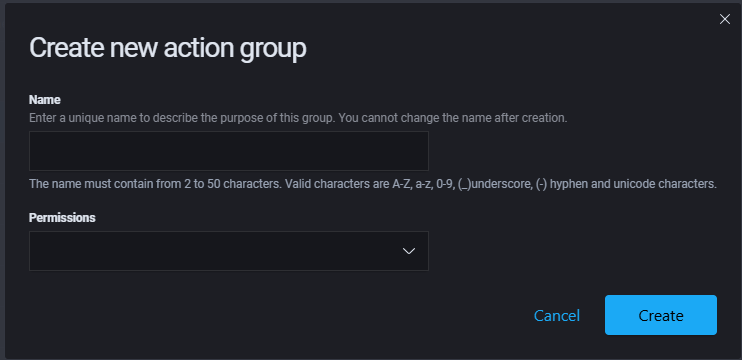 Create new action group
Name
Enter a unique name to describe the purpose of this group. You cannot change the name after creation.
The name must contain from 2 to 50 characters. Valid characters are A-Z, a-z, 0-9, (_)underscore, (-) hyphen and unicode characters.
Permissions
Cancel
Create